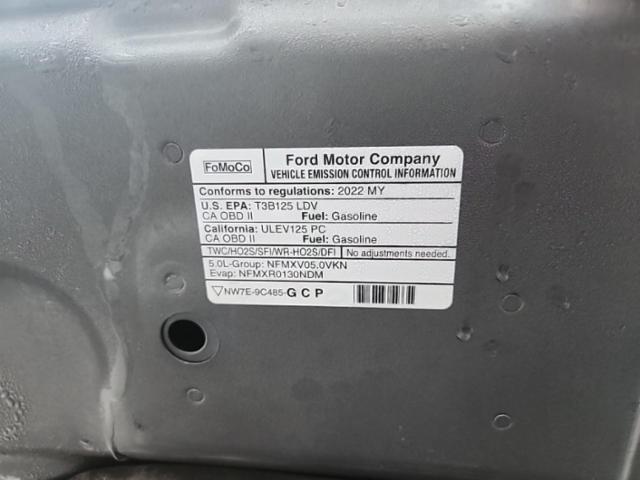 FoMoCo
Ford Motor Company
VEHICLE EMISSION CONTROL INFORMATION
Conforms to regulations: 2022 MY
U.S. EPA: T3B125 LDV
CA OBD II Fuel: Gasoline
California: ULEV125 PC
CA OBD II Fuel: Gasoline
TWC/HO2S/SFI/WR-HO2S/DFI No adjustments needed.
5.0L-Group: NFMXV05.0VKN
Evap: NFMXR0130NDM
NW7E-9C485-G C P